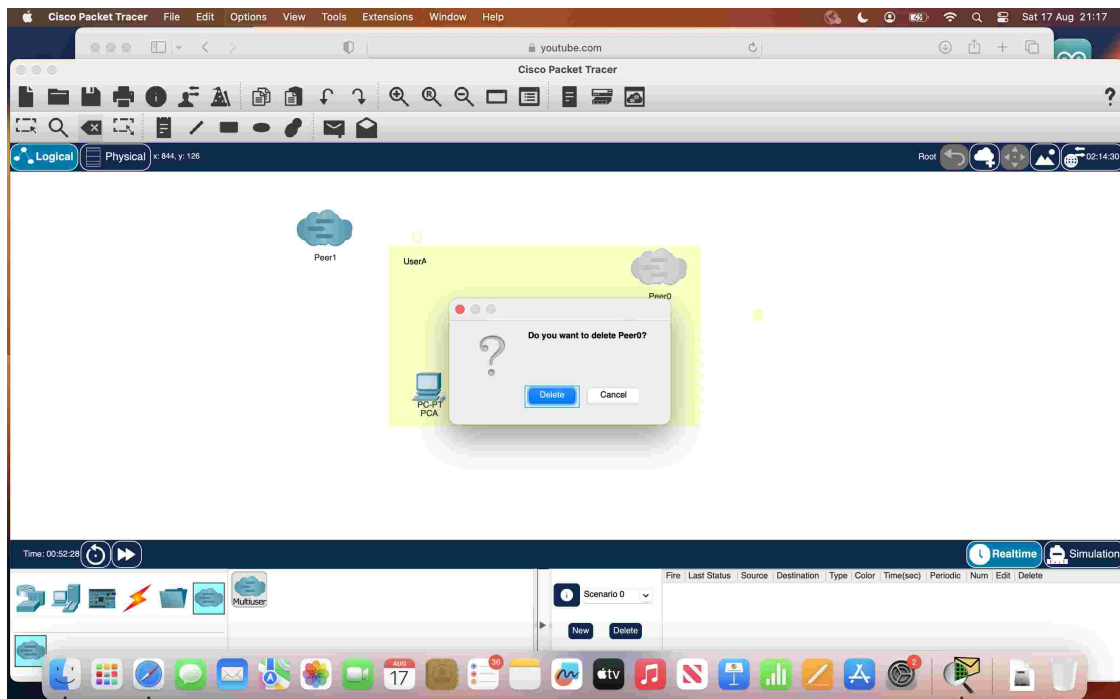 Cisco Packet Tracer File Edit Options View Tools Extensions Window Help Sat 17 Aug 21:17
youtube.com
Cisco Packet Tracer
?
Logical Physical x: 844, y: 126 Root 02:14:30
Peer1
UserA
Peer0
Do you want to delete Peer0?
Delete Cancel
PC-PT
PCA
Time: 00:52:28 Realtime Simulation
Fire Last Status Source Destination Type Color Time(sec) Periodic Num Edit Delete
Multiuser
Scenario 0
New Delete
36
AUG
17
tv
2